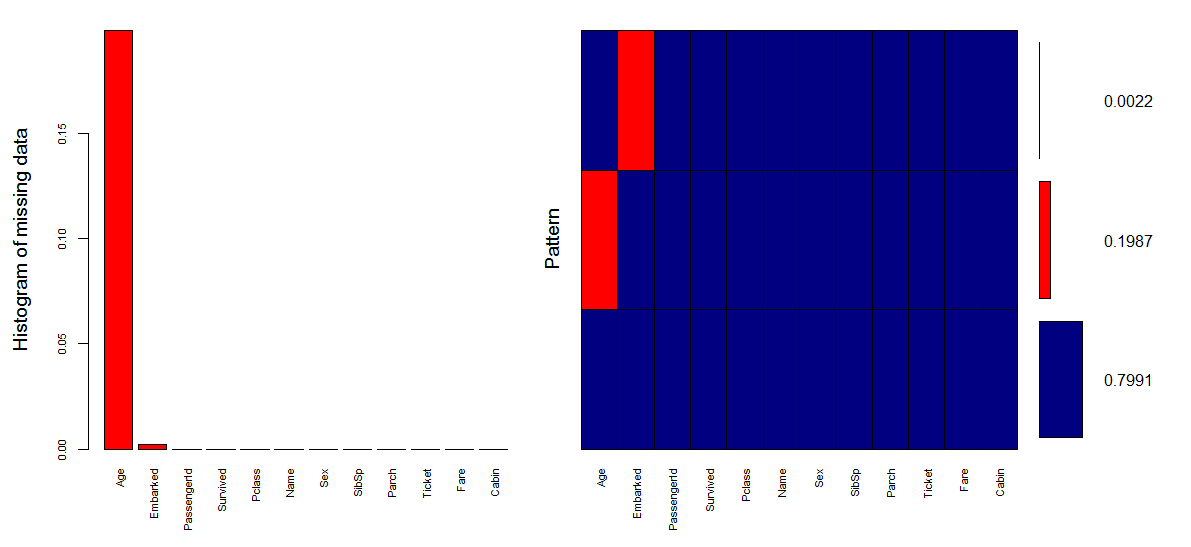 Histogram of missing data
0.15
0.10
0.05
0.00
Age
Embarked
PassengerId
Survived
Pclass
Name
Sex
SibSp
Parch
Ticket
Fare
Cabin
Pattern
Age
Embarked
PassengerId
Survived
Pclass
Name
Sex
SibSp
Parch
Ticket
Fare
Cabin
0.0022
0.1987
0.7991